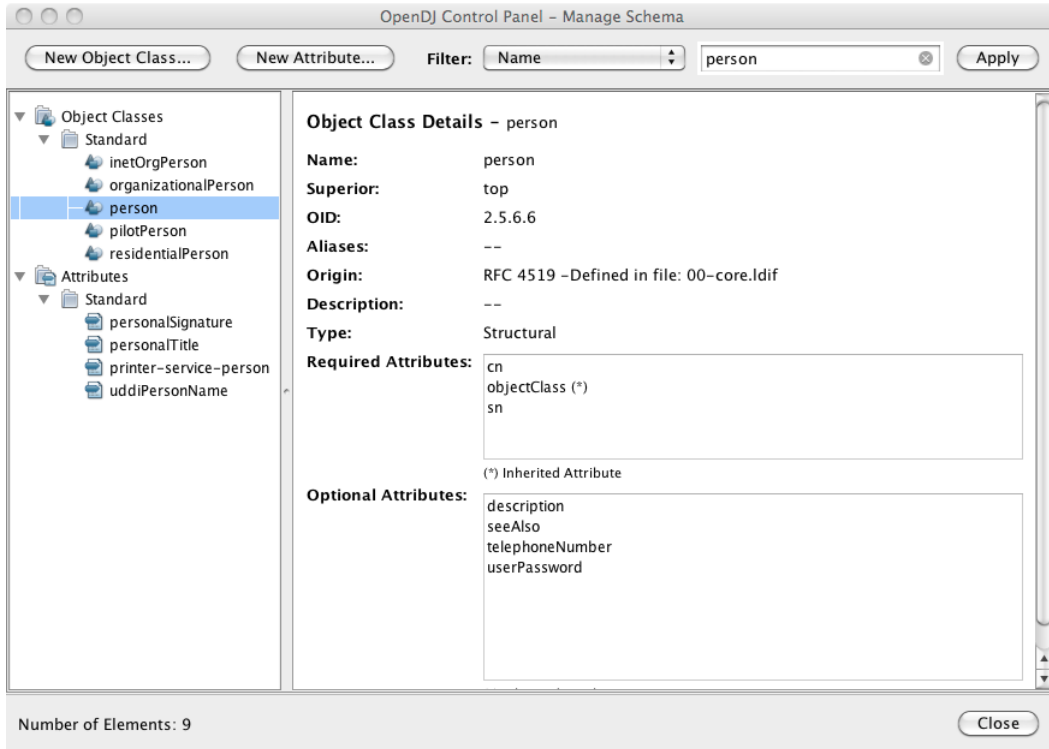 OpenDJ Control Panel – Manage Schema
New Object Class... New Attribute... Filter: Name person Apply
Object Classes
Standard
inetOrgPerson
organizationalPerson
person
pilotPerson
residentialPerson
Attributes
Standard
personalSignature
personalTitle
printer-service-person
uddiPersonName
Object Class Details – person
Name: person
Superior: top
OID: 2.5.6.6
Aliases: --
Origin: RFC 4519 –Defined in file: 00-core.ldif
Description: --
Type: Structural
Required Attributes:
cn
objectClass (*)
sn
(*) Inherited Attribute
Optional Attributes:
description
seeAlso
telephoneNumber
userPassword
Number of Elements: 9
Close